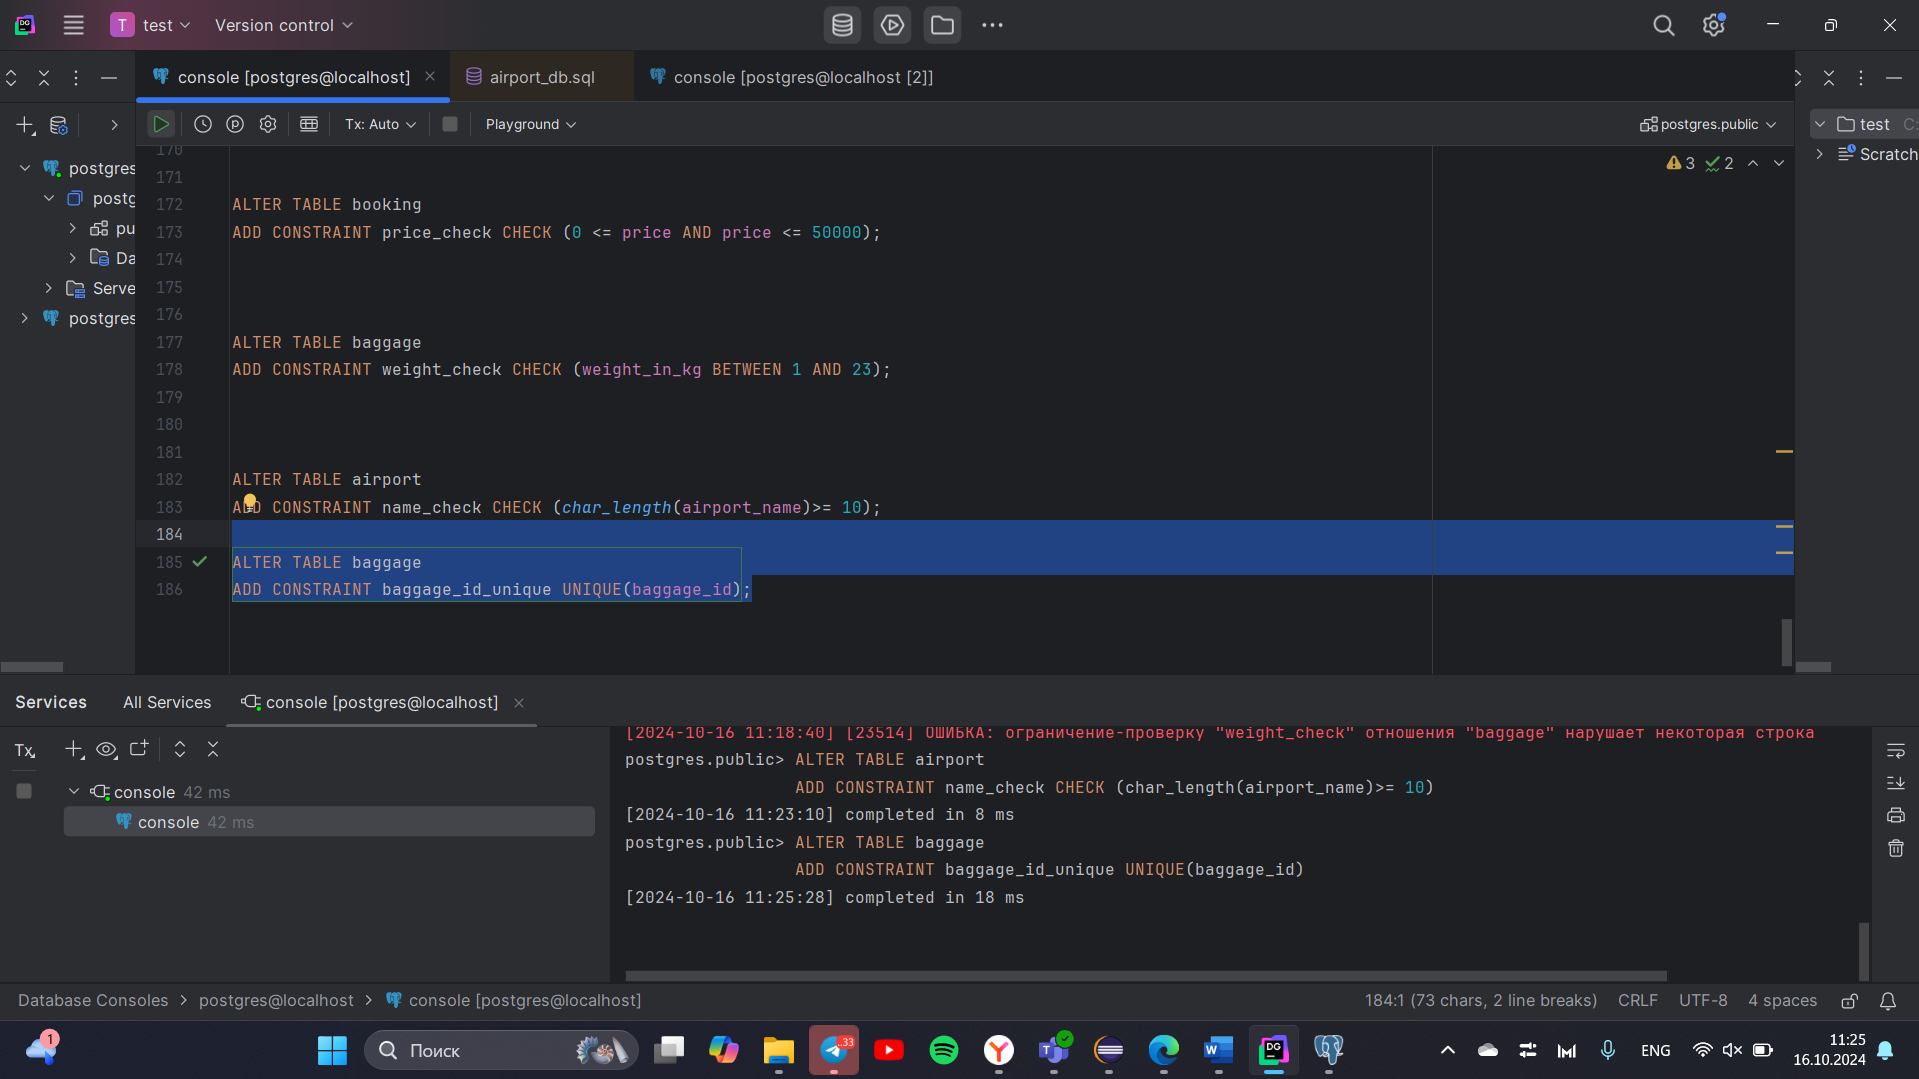 T test Version control
console [postgres@localhost] airport_db.sql console [postgres@localhost [2]]
Tx: Auto Playground postgres.public
test C:
Scratch
postgres
postg
pu
Da
Serve
postgres
3 2
170
171
172 ALTER TABLE booking
173 ADD CONSTRAINT price_check CHECK (0 <= price AND price <= 50000);
174
175
176
177 ALTER TABLE baggage
178 ADD CONSTRAINT weight_check CHECK (weight_in_kg BETWEEN 1 AND 23);
179
180
181
182 ALTER TABLE airport
183 ADD CONSTRAINT name_check CHECK (char_length(airport_name)>= 10);
184
185 ALTER TABLE baggage
186 ADD CONSTRAINT baggage_id_unique UNIQUE(baggage_id);
Services All Services console [postgres@localhost]
Tx
console 42 ms
console 42 ms
[2024-10-16 11:18:40] [23514] ОШИБКА: ограничение-проверку "weight_check" отношения "baggage" нарушает некоторая строка
postgres.public> ALTER TABLE airport
ADD CONSTRAINT name_check CHECK (char_length(airport_name)>= 10)
[2024-10-16 11:23:10] completed in 8 ms
postgres.public> ALTER TABLE baggage
ADD CONSTRAINT baggage_id_unique UNIQUE(baggage_id)
[2024-10-16 11:25:28] completed in 18 ms
Database Consoles > postgres@localhost > console [postgres@localhost] 184:1 (73 chars, 2 line breaks) CRLF UTF-8 4 spaces
1 Поиск 33 ENG 11:25
16.10.2024